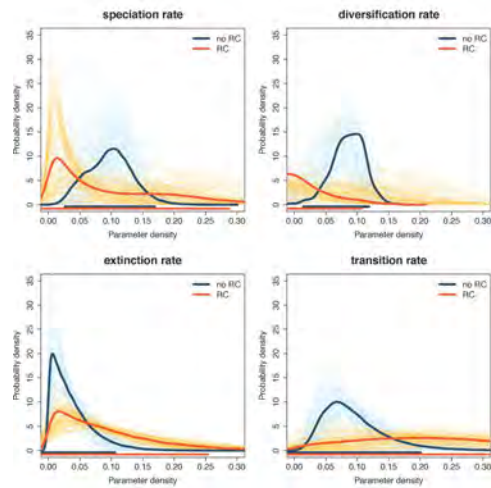 speciation rate
no RC
RC
Probability density
0 5 10 15 20 25 30 35
0.00 0.05 0.10 0.15 0.20 0.25 0.30
Parameter density
diversification rate
no RC
RC
Probability density
0 5 10 15 20 25 30 35
0.00 0.05 0.10 0.15 0.20 0.25 0.30
Parameter density
extinction rate
no RC
RC
Probability density
0 5 10 15 20 25 30 35
0.00 0.05 0.10 0.15 0.20 0.25 0.30
Parameter density
transition rate
no RC
RC
Probability density
0 5 10 15 20 25 30 35
0.00 0.05 0.10 0.15 0.20 0.25 0.30
Parameter density